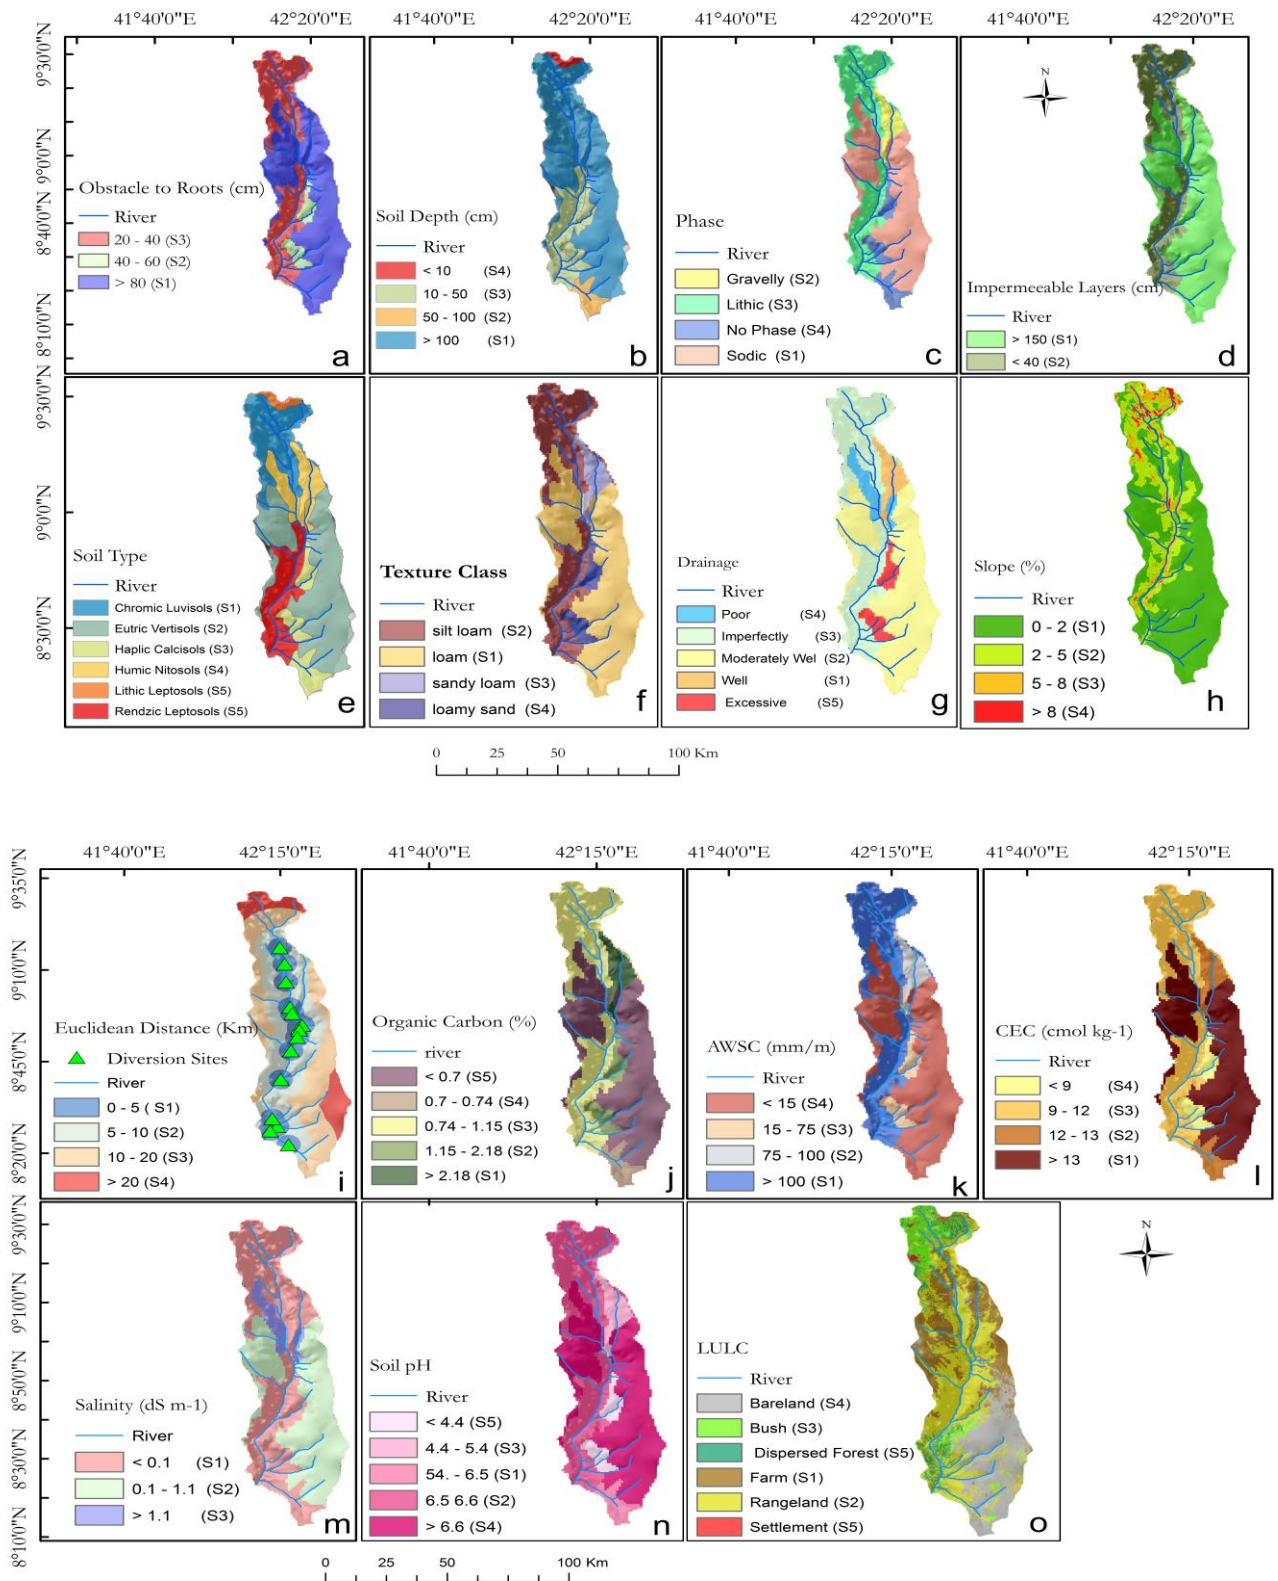 41°40'0"E 42°20'0"E 41°40'0"E 42°20'0"E 41°40'0"E 42°20'0"E 41°40'0"E 42°20'0"E
9°30'0"N
9°0'0"N
8°40'0"N
8°10'0"N
Obstacle to Roots (cm)
River
20 - 40 (S3)
40 - 60 (S2)
> 80 (S1)
a
Soil Depth (cm)
River
< 10 (S4)
10 - 50 (S3)
50 - 100 (S2)
> 100 (S1)
b
Phase
River
Gravelly (S2)
Lithic (S3)
No Phase (S4)
Sodic (S1)
c
N
Impermeeable Layers (cm)
River
> 150 (S1)
< 40 (S2)
d
9°30'0"N
9°0'0"N
8°30'0"N
Soil Type
River
Chromic Luvisols (S1)
Eutric Vertisols (S2)
Haplic Calcisols (S3)
Humic Nitosols (S4)
Lithic Leptosols (S5)
Rendzic Leptosols (S5)
e
Texture Class
River
silt loam (S2)
loam (S1)
sandy loam (S3)
loamy sand (S4)
f
Drainage
River
Poor (S4)
Imperfectly (S3)
Moderately Wel (S2)
Well (S1)
Excessive (S5)
g
Slope (%)
River
0 - 2 (S1)
2 - 5 (S2)
5 - 8 (S3)
> 8 (S4)
h
0 25 50 100 Km
41°40'0"E 42°15'0"E 41°40'0"E 42°15'0"E 41°40'0"E 42°15'0"E 41°40'0"E 42°15'0"E
9°35'0"N
9°10'0"N
8°45'0"N
8°20'0"N
Euclidean Distance (Km)
Diversion Sites
River
0 - 5 ( S1)
5 - 10 (S2)
10 - 20 (S3)
> 20 (S4)
i
Organic Carbon (%)
river
< 0.7 (S5)
0.7 - 0.74 (S4)
0.74 - 1.15 (S3)
1.15 - 2.18 (S2)
> 2.18 (S1)
j
AWSC (mm/m)
River
< 15 (S4)
15 - 75 (S3)
75 - 100 (S2)
> 100 (S1)
k
CEC (cmol kg-1)
River
< 9 (S4)
9 - 12 (S3)
12 - 13 (S2)
> 13 (S1)
l
9°30'0"N
9°10'0"N
8°50'0"N
8°30'0"N
8°10'0"N
Salinity (dS m-1)
River
< 0.1 (S1)
0.1 - 1.1 (S2)
> 1.1 (S3)
m
Soil pH
River
< 4.4 (S5)
4.4 - 5.4 (S3)
54. - 6.5 (S1)
6.5 6.6 (S2)
> 6.6 (S4)
n
LULC
River
Bareland (S4)
Bush (S3)
Dispersed Forest (S5)
Farm (S1)
Rangeland (S2)
Settlement (S5)
o
N
0 25 50 100 Km